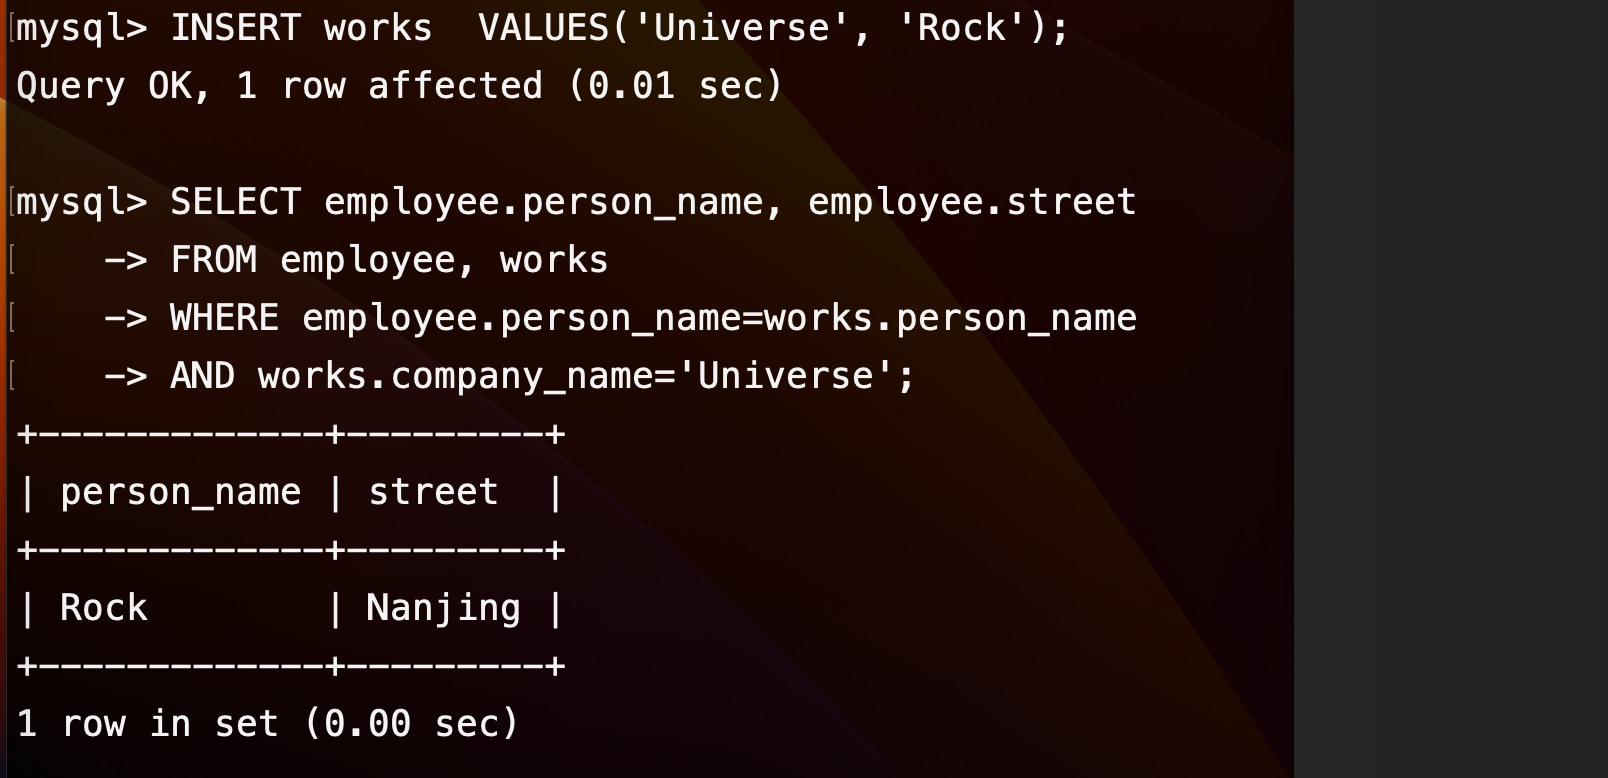 mysql> INSERT works  VALUES('Universe', 'Rock');
Query OK, 1 row affected (0.01 sec)
mysql> SELECT employee.person_name, employee.street
    -> FROM employee, works
    -> WHERE employee.person_name=works.person_name
    -> AND works.company_name='Universe';
+-------------+---------+
| person_name | street  |
+-------------+---------+
| Rock        | Nanjing |
+-------------+---------+
1 row in set (0.00 sec)